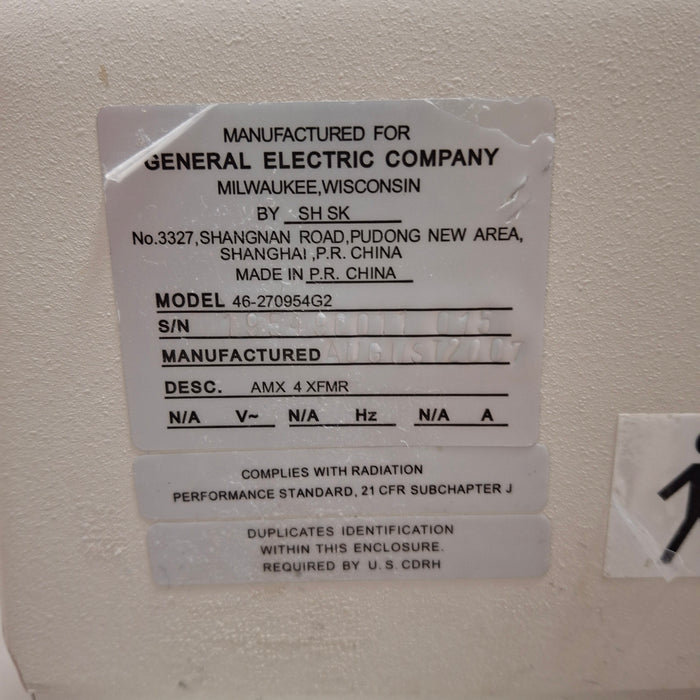 MANUFACTURED FOR
GENERAL ELECTRIC COMPANY
MILWAUKEE,WISCONSIN
BY SH SK
No.3327,SHANGNAN ROAD,PUDONG NEW AREA,
SHANGHAI ,P.R. CHINA
MADE IN P.R. CHINA
MODEL 46-270954G2
S/N
MANUFACTURED AUGUST2007
DESC. AMX 4 XFMR
N/A V~ N/A Hz N/A A
COMPLIES WITH RADIATION
PERFORMANCE STANDARD, 21 CFR SUBCHAPTER J
DUPLICATES IDENTIFICATION
WITHIN THIS ENCLOSURE.
REQUIRED BY U.S. CDRH